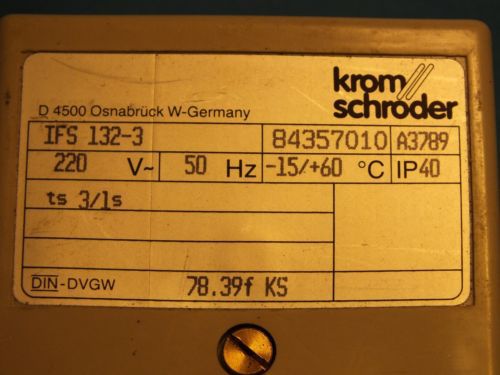 krom
schroder
D 4500 Osnabrück W-Germany
IFS 132-3 84357010 A3789
220 V~ 50 Hz -15/+60 °C IP40
ts 3/1s
DIN-DVGW 78.39f KS